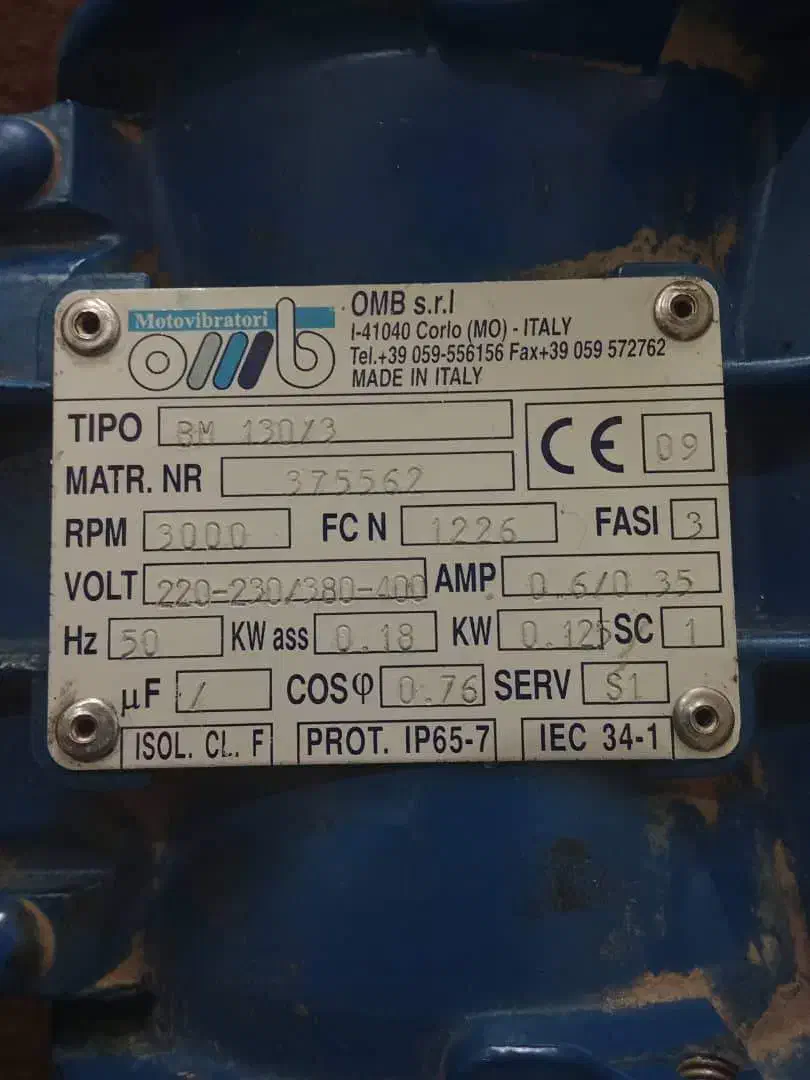 Motovibratori
omb
OMB s.r.l
I-41040 Corlo (MO) - ITALY
Tel.+39 059-556156 Fax+39 059 572762
MADE IN ITALY
TIPO BM 130/3
CE 09
MATR. NR 375562
RPM 3000 FC N 1226 FASI 3
VOLT 220-230/380-400 AMP 0.6/0.35
Hz 50 KW ass 0.18 KW 0.125 SC 1
µF / COSφ 0.76 SERV S1
ISOL. CL. F PROT. IP65-7 IEC 34-1